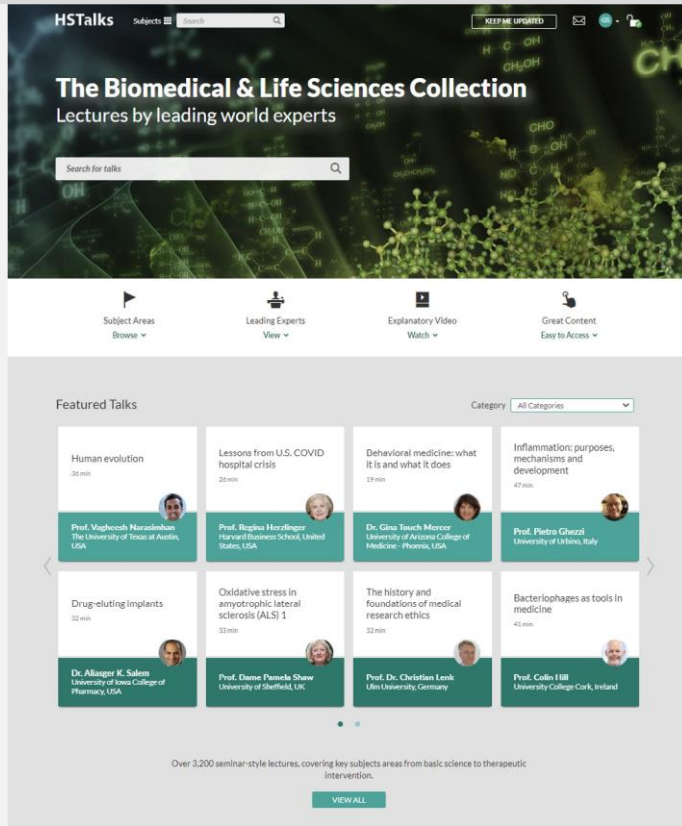 HSTalks
Subjects
Search
KEEP ME UPDATED
GS
The Biomedical & Life Sciences Collection
Lectures by leading world experts
Search for talks
H C OH
CH₂OH
CH
CHO
OH
Subject Areas
Browse
Leading Experts
View
Explanatory Video
Watch
Great Content
Easy to Access
Featured Talks
Category
All Categories
Human evolution
36 min
Prof. Vagheesh Narasimhan
The University of Texas at Austin,
USA
Lessons from U.S. COVID
hospital crisis
26 min
Prof. Regina Herzlinger
Harvard Business School, United
States, USA
Behavioral medicine: what
it is and what it does
19 min
Dr. Gina Touch Mercer
University of Arizona College of
Medicine - Phoenix, USA
Inflammation: purposes,
mechanisms and
development
47 min
Prof. Pietro Ghezzi
University of Urbino, Italy
Drug-eluting implants
32 min
Dr. Aliasger K. Salem
University of Iowa College of
Pharmacy, USA
Oxidative stress in
amyotrophic lateral
sclerosis (ALS) 1
33 min
Prof. Dame Pamela Shaw
University of Sheffield, UK
The history and
foundations of medical
research ethics
32 min
Prof. Dr. Christian Lenk
Ulm University, Germany
Bacteriophages as tools in
medicine
41 min
Prof. Colin Hill
University College Cork, Ireland
Over 3,200 seminar-style lectures, covering key subjects areas from basic science to therapeutic
intervention.
VIEW ALL